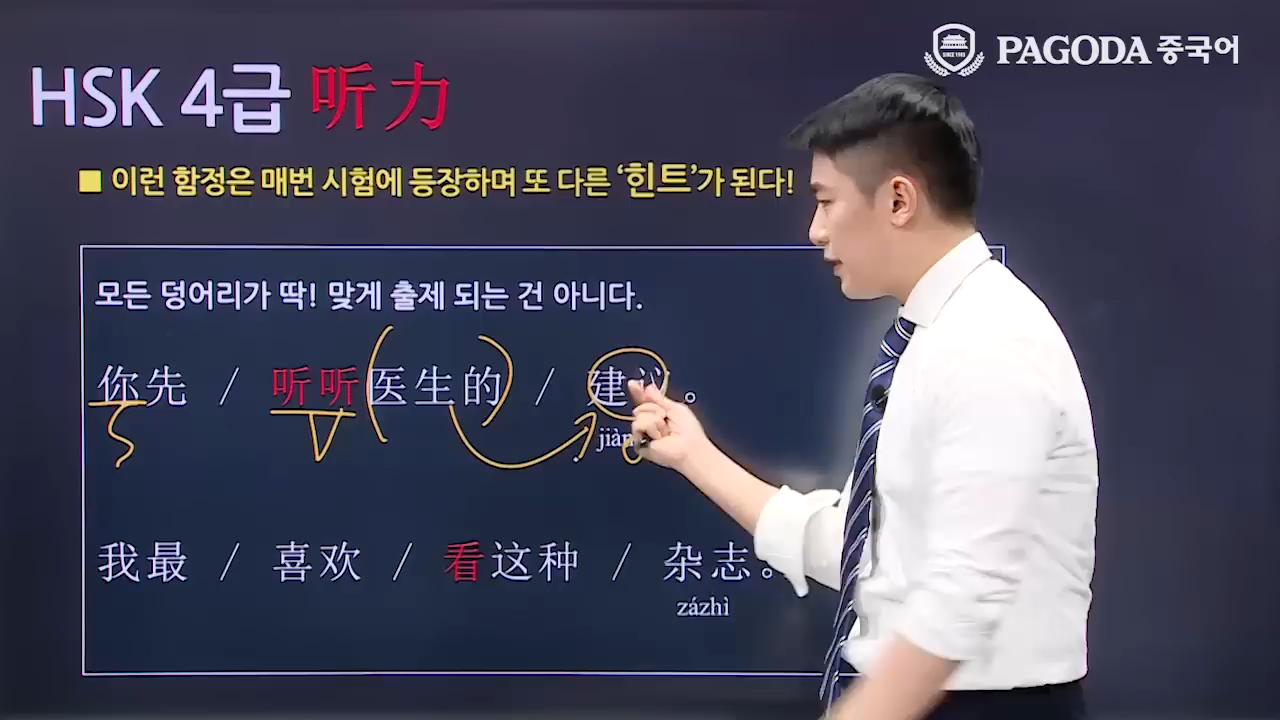 PAGODA 중국어
SINCE 1993
HSK 4급 听力
■ 이런 함정은 매번 시험에 등장하며 또 다른 ‘힌트’가 된다!
모든 덩어리가 딱! 맞게 출제 되는 건 아니다.
你先 / 听听医生的 / 建议。
S V O
我最 / 喜欢 / 看这种 / 杂志。
zázhì